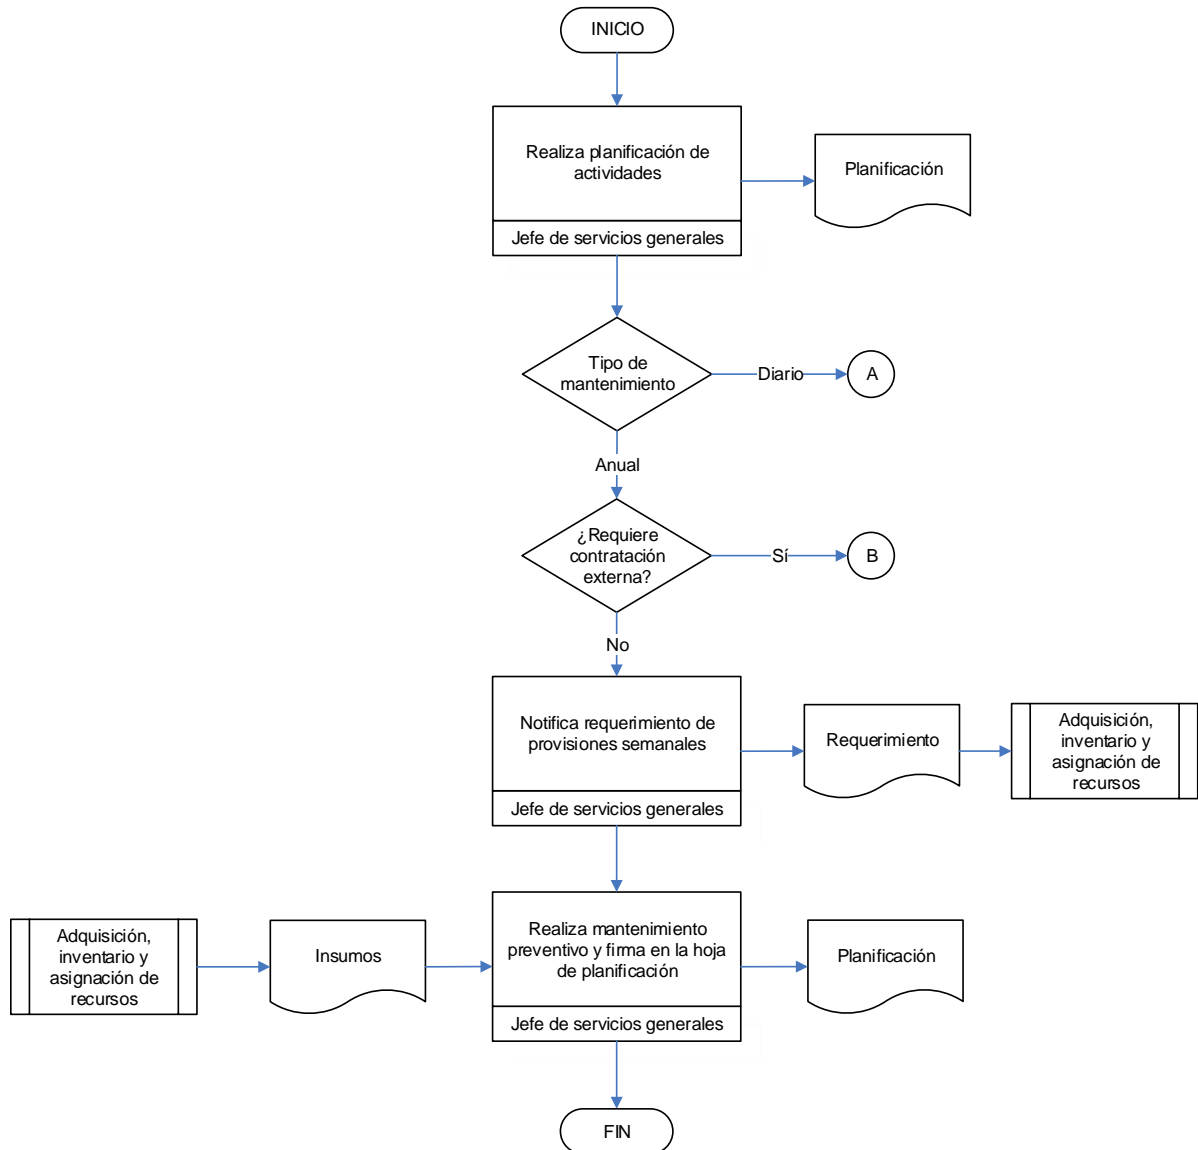 INICIO
Realiza planificación de
actividades
Jefe de servicios generales
Planificación
Tipo de
mantenimiento
Diario
A
Anual
¿Requiere
contratación
externa?
Sí
B
No
Notifica requerimiento de
provisiones semanales
Jefe de servicios generales
Requerimiento
Adquisición,
inventario y
asignación de
recursos
Adquisición,
inventario y
asignación de
recursos
Insumos
Realiza mantenimiento
preventivo y firma en la hoja
de planificación
Jefe de servicios generales
Planificación
FIN